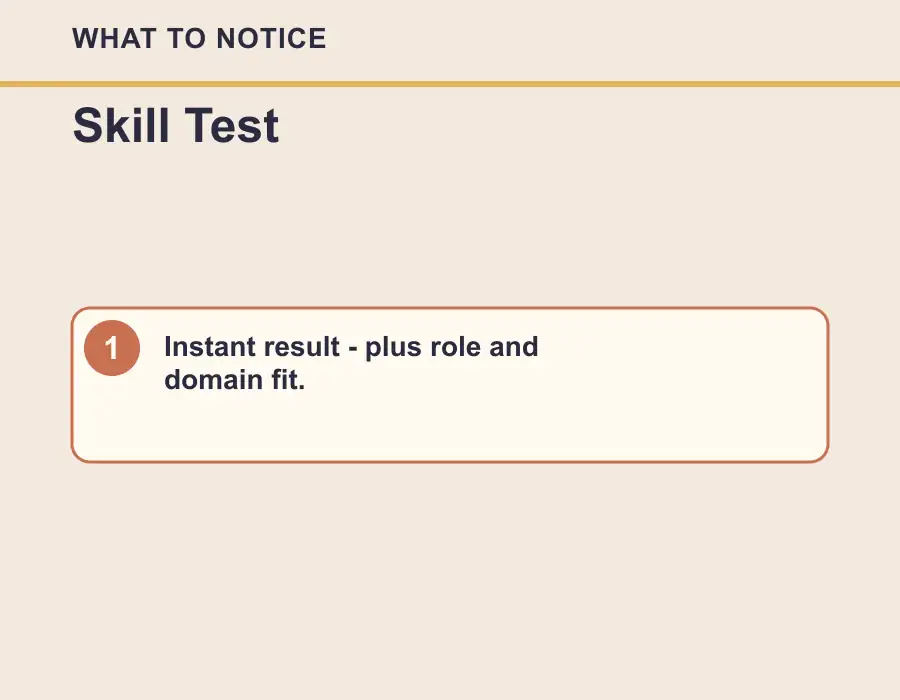 WHAT TO NOTICE
Skill Test
1
Instant result - plus role and
domain fit.